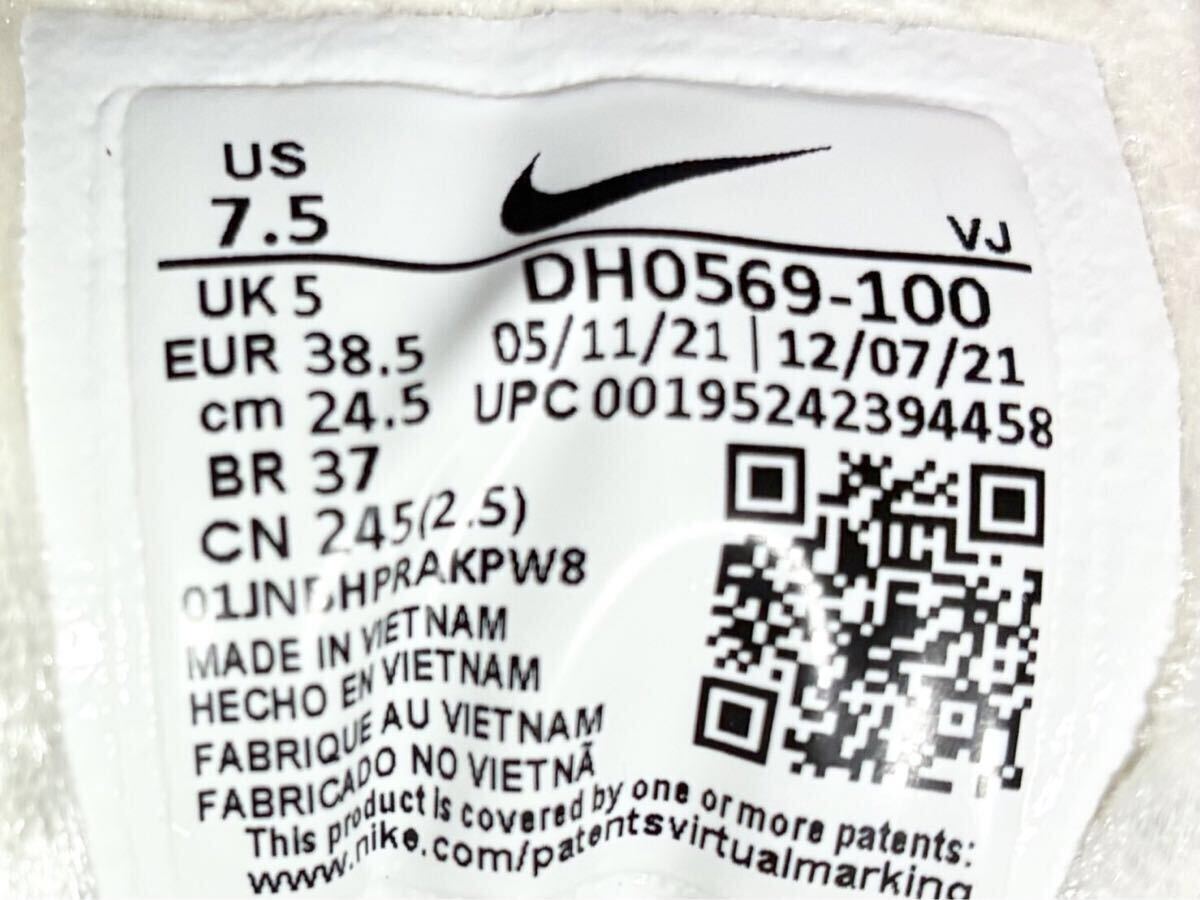 US
7.5
VJ
UK 5
DH0569-100
EUR 38.5
05/11/21 | 12/07/21
cm 24.5
UPC 00195242394458
BR 37
CN 245(2.5)
MADE IN VIETNAM
HECHO EN VIETNAM
FABRIQUE AU VIETNAM
FABRICADO NO VIETNÃ
This product is covered by one or more patents:
www.nike.com/patentsvirtualmarking